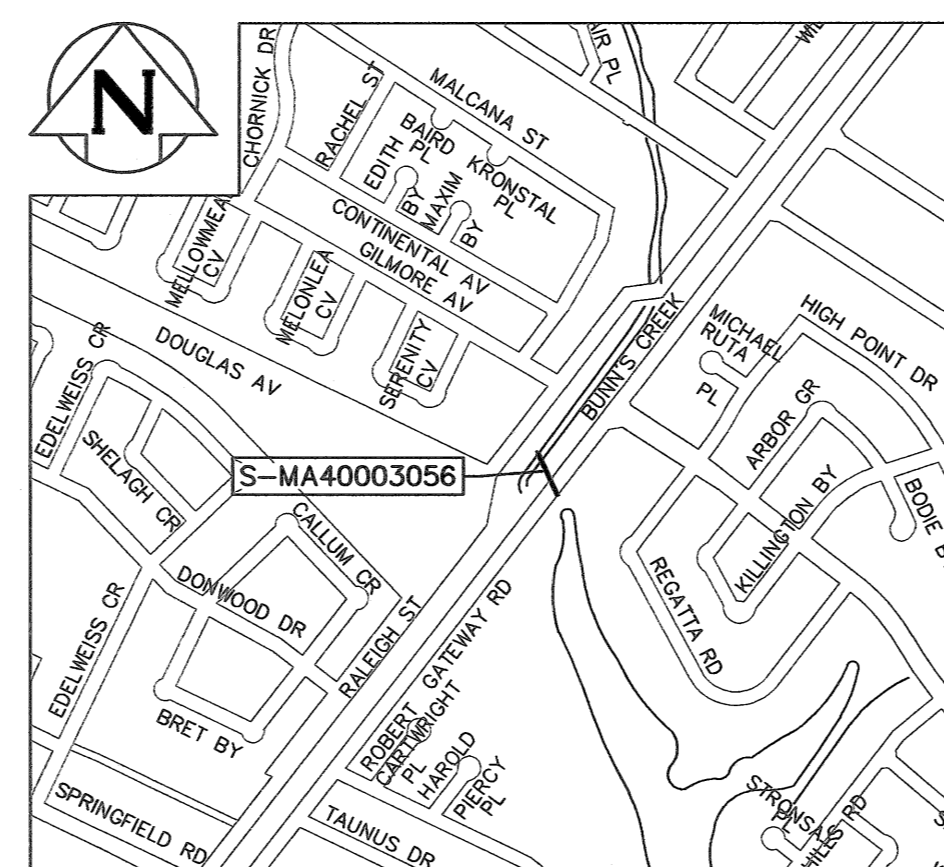 N
CHORNICK DR
RACHEL ST
MALCANA ST
BAIRD
PL
EDITH
BY
MAXIM
BY
KRONSTAL
PL
CONTINENTAL AV
GILMORE AV
CV
MELONLEA
CV
SERENITY
CV
DOUGLAS AV
EDELWEISS CR
SHELAGH CR
S-MA40003056
BUNN'S CREEK
MICHAEL
RUTA
PL
HIGH POINT DR
ARBOR GR
KILLINGTON BY
BODIE
REGATTA RD
CALLUM CR
DONWOOD DR
EDELWEISS CR
BRET BY
RALEIGH ST
GATEWAY RD
ROBERT
CARTWRIGHT
PL
HAROLD
PIERCY
PL
SPRINGFIELD RD
TAUNUS DR
PL
RD